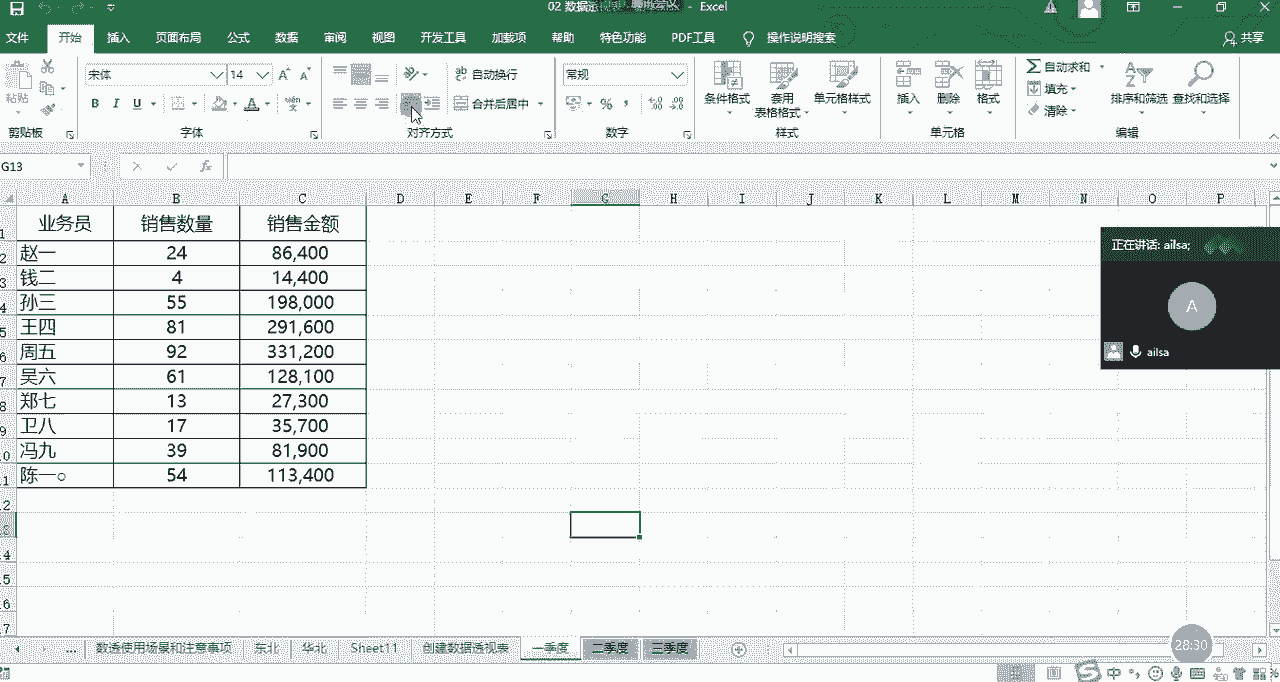 02 数据透 - Excel
文件 开始 插入 页面布局 公式 数据 审阅 视图 开发工具 加载项 帮助 特色功能 PDF工具 操作说明搜索 共享
宋体 14 自动换行 常规 自动求和
粘贴 B I U 合并后居中 % 条件格式 套用 单元格样式 插入 删除 格式 填充 排序和筛选 查找和选择
表格格式 清除
剪贴板 字体 对齐方式 数字 样式 单元格 编辑
G13 fx
A B C D E F G H I J K L M N O P
1 业务员 销售数量 销售金额
2 赵一 24 86,400
3 钱二 4 14,400
4 孙三 55 198,000
5 王四 81 291,600
6 周五 92 331,200
7 吴六 61 128,100
8 郑七 13 27,300
9 卫八 17 35,700
0 冯九 39 81,900
1 陈一○ 54 113,400
2
3
4
5
6
7
正在讲话: ailsa;
A
ailsa
... 数透使用场景和注意事项 东北 华北 Sheet11 创建数据透视表 一季度 二季度 三季度
28:30
中